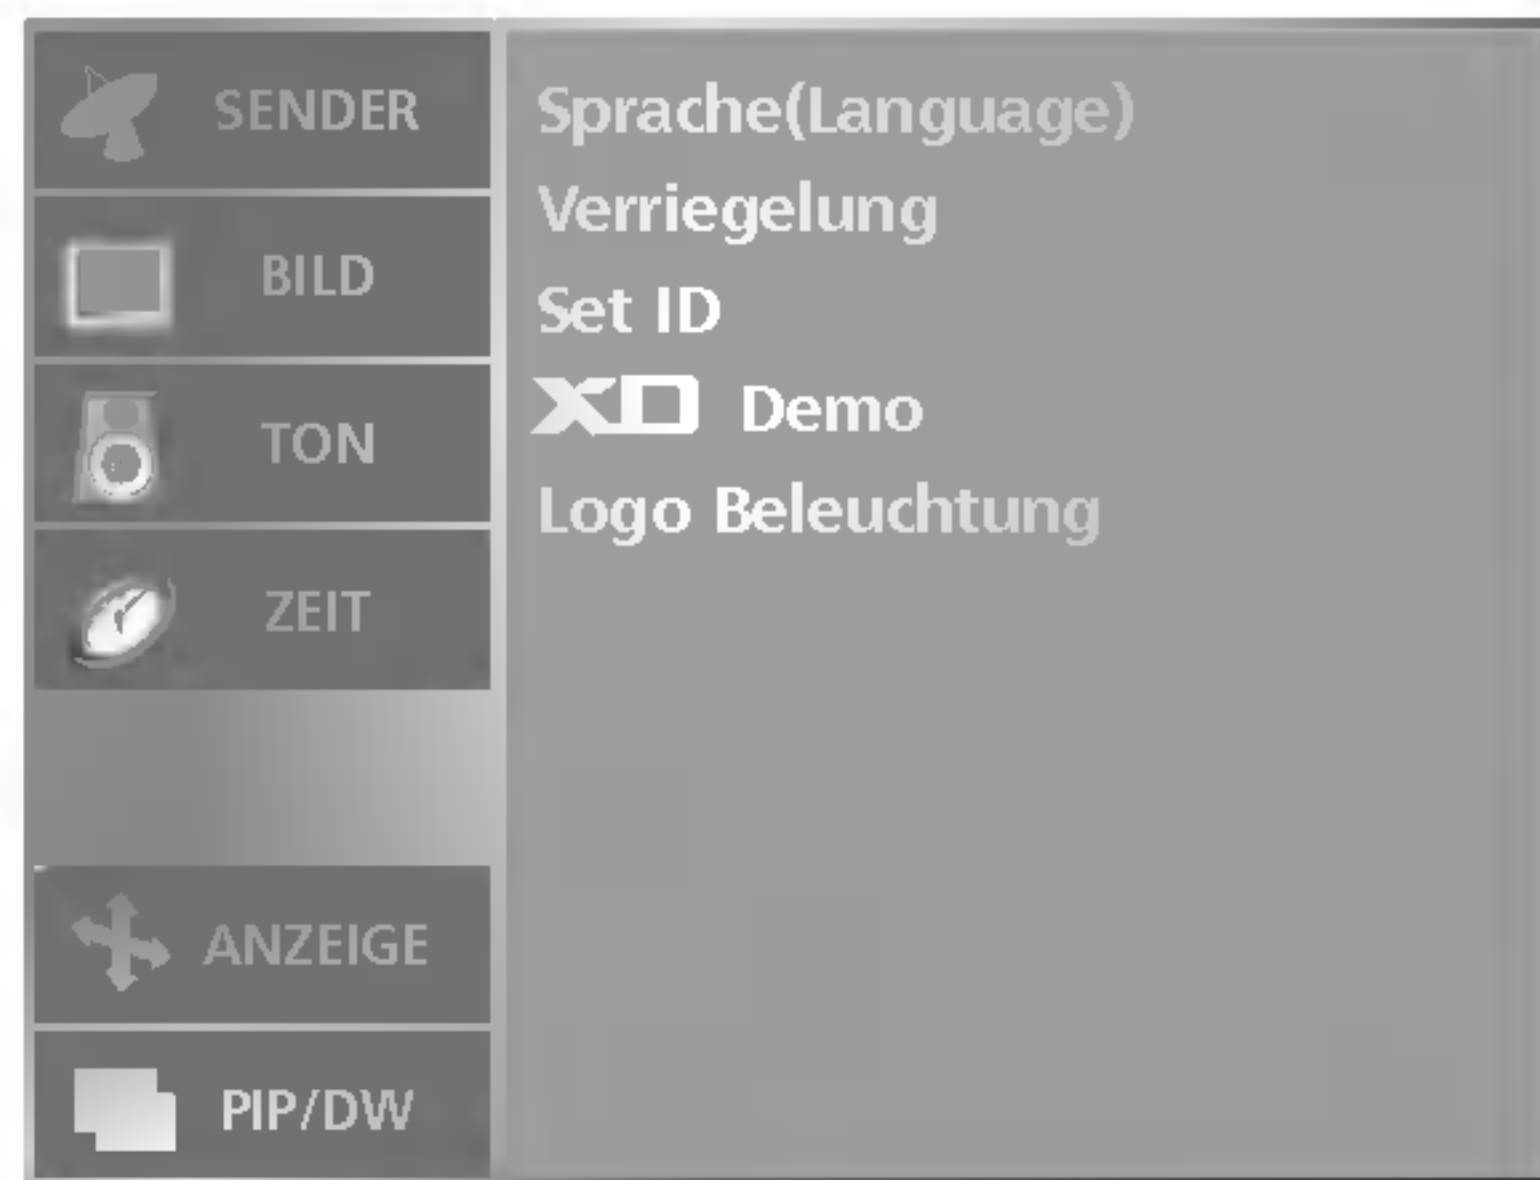 SENDER
BILD
TON
ZEIT
ANZEIGE
PIP/DW
Sprache(Language)
Verriegelung
Set ID
XD Demo
Logo Beleuchtung